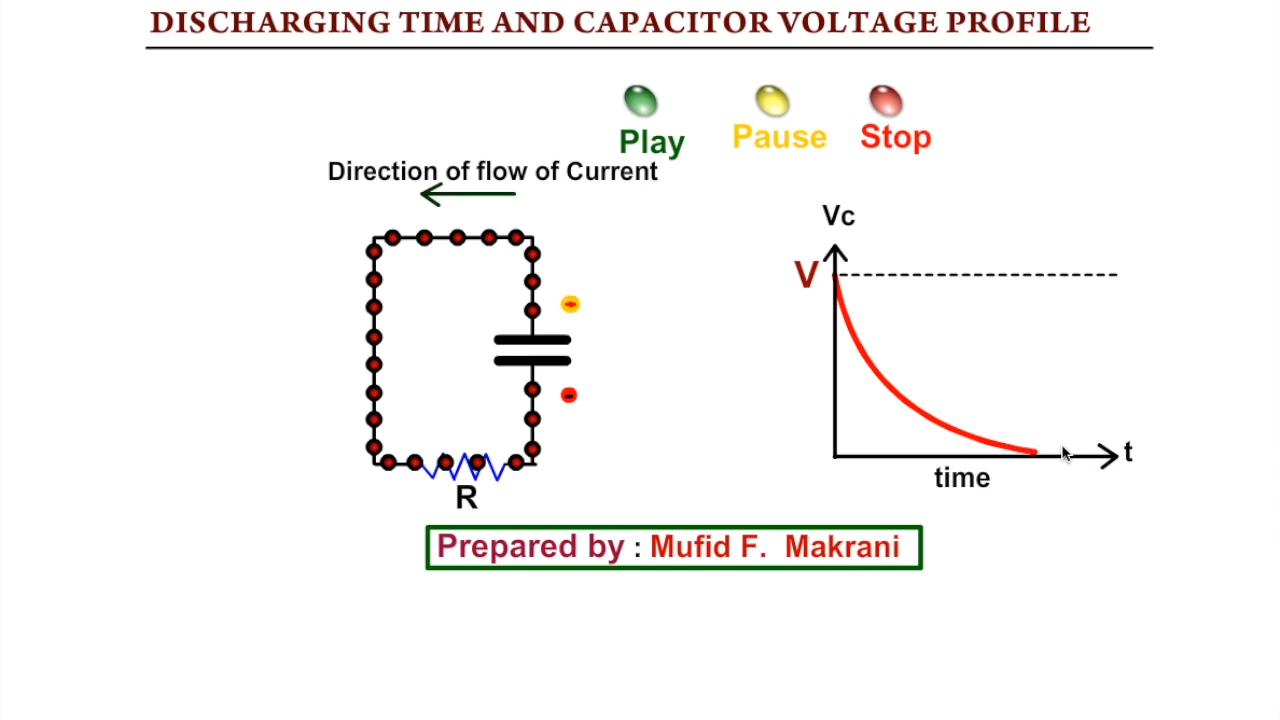 DISCHARGING TIME AND CAPACITOR VOLTAGE PROFILE
Play Pause Stop
Direction of flow of Current
Vc
V
t
time
R
Prepared by : Mufid F. Makrani